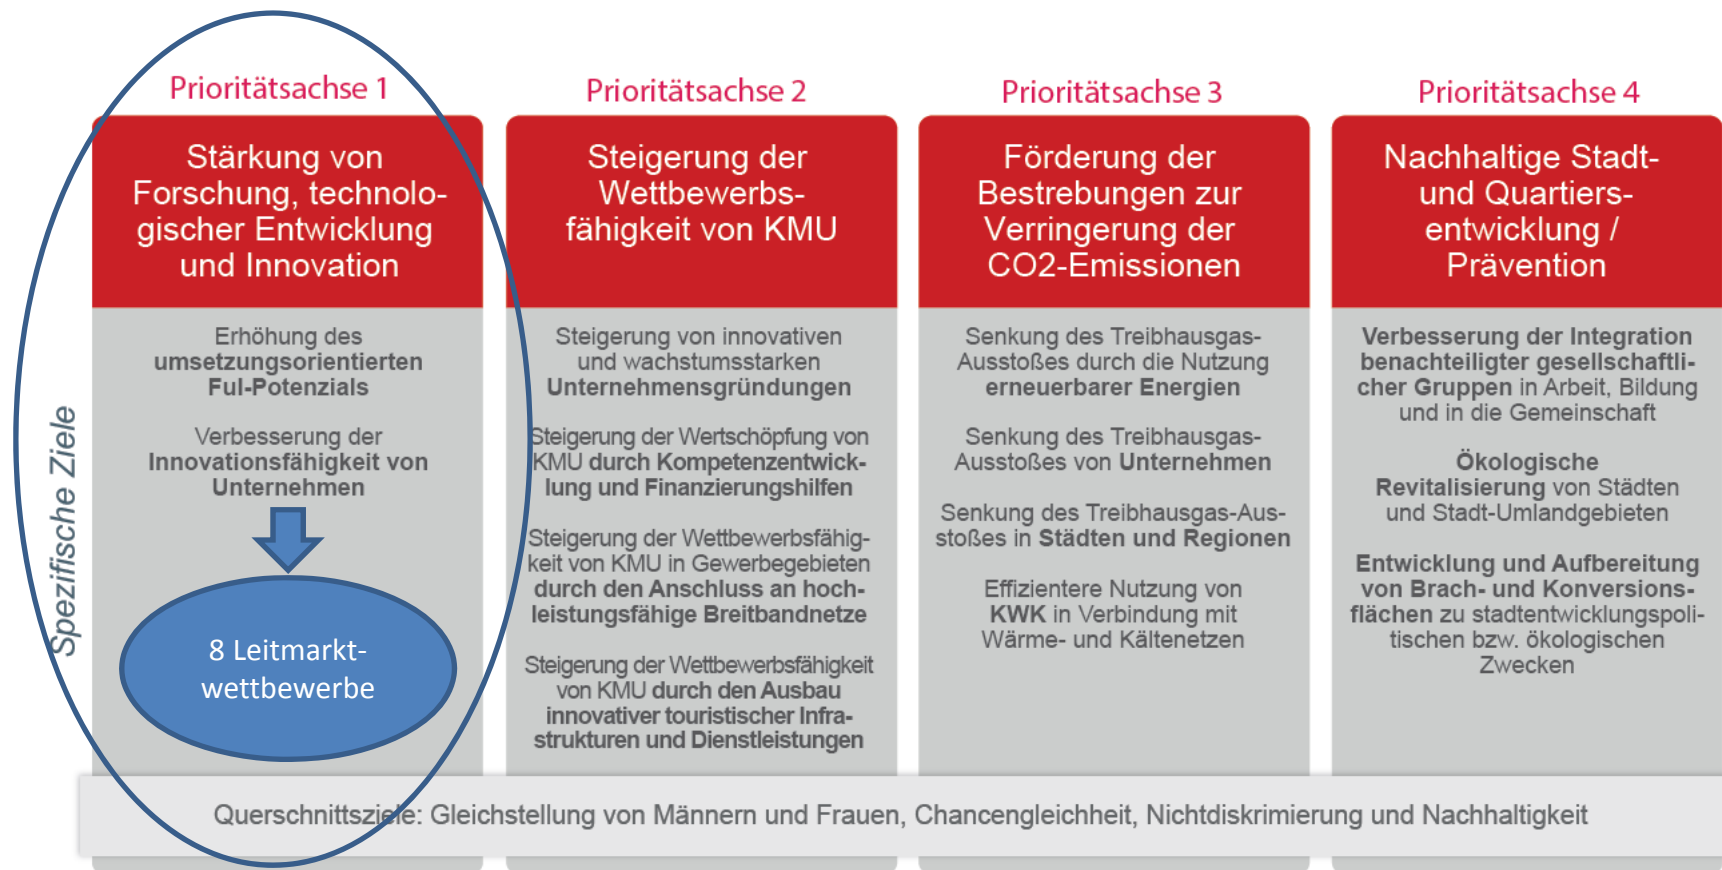 Prioritätsachse 1
Stärkung von
Forschung, technolo-
gischer Entwicklung
und Innovation
Erhöhung des
umsetzungsorientierten
FuI-Potenzials
Verbesserung der
Innovationsfähigkeit von
Unternehmen
8 Leitmarkt-
wettbewerbe
Prioritätsachse 2
Steigerung der
Wettbewerbs-
fähigkeit von KMU
Steigerung von innovativen
und wachstumsstarken
Unternehmensgründungen
Steigerung der Wertschöpfung von
KMU durch Kompetenzentwick-
lung und Finanzierungshilfen
Steigerung der Wettbewerbsfähig-
keit von KMU in Gewerbegebieten
durch den Anschluss an hoch-
leistungsfähige Breitbandnetze
Steigerung der Wettbewerbsfähigkeit
von KMU durch den Ausbau
innovativer touristischer Infra-
strukturen und Dienstleistungen
Prioritätsachse 3
Förderung der
Bestrebungen zur
Verringerung der
CO2-Emissionen
Senkung des Treibhausgas-
Ausstoßes durch die Nutzung
erneuerbarer Energien
Senkung des Treibhausgas-
Ausstoßes von Unternehmen
Senkung des Treibhausgas-Aus-
stoßes in Städten und Regionen
Effizientere Nutzung von
KWK in Verbindung mit
Wärme- und Kältenetzen
Prioritätsachse 4
Nachhaltige Stadt-
und Quartiers-
entwicklung /
Prävention
Verbesserung der Integration
benachteiligter gesellschaftli-
cher Gruppen in Arbeit, Bildung
und in die Gemeinschaft
Ökologische
Revitalisierung von Städten
und Stadt-Umlandgebieten
Entwicklung und Aufbereitung
von Brach- und Konversions-
flächen zu stadtentwicklungspoli-
tischen bzw. ökologischen
Zwecken
Spezifische Ziele
Querschnittsziele: Gleichstellung von Männern und Frauen, Chancengleichheit, Nichtdiskrimierung und Nachhaltigkeit